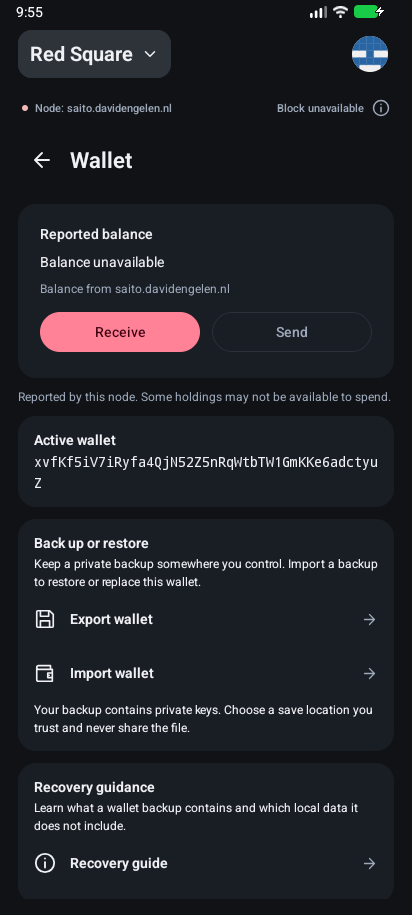 9:55
Red Square
Node: saito.davidengelen.nl
Block unavailable
Wallet
Reported balance
Balance unavailable
Balance from saito.davidengelen.nl
Receive
Send
Reported by this node. Some holdings may not be available to spend.
Active wallet
xvfKf5iV7iRyfa4QjN52Z5nRqWtbTW1GmKKe6adctyu
Z
Back up or restore
Keep a private backup somewhere you control. Import a backup
to restore or replace this wallet.
Export wallet
Import wallet
Your backup contains private keys. Choose a save location you
trust and never share the file.
Recovery guidance
Learn what a wallet backup contains and which local data it
does not include.
Recovery guide